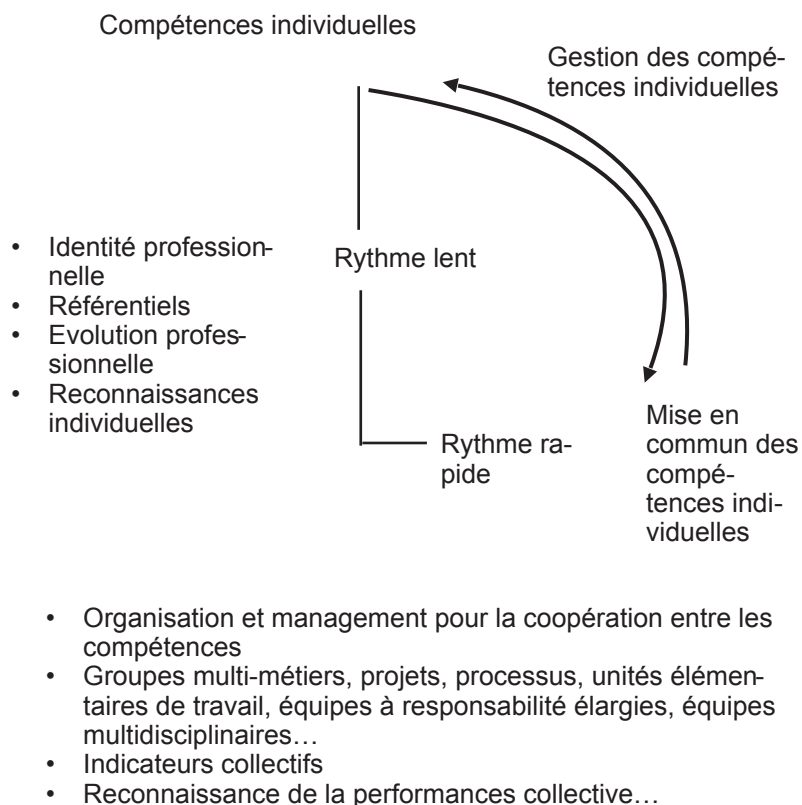 Compétences individuelles
Gestion des compé-
tences individuelles
• Identité profession-
nelle
• Référentiels
• Evolution profes-
sionnelle
• Reconnaissances
individuelles
Rythme lent
Rythme ra-
pide
Mise en
commun des
compé-
tences indi-
viduelles
• Organisation et management pour la coopération entre les
compétences
• Groupes multi-métiers, projets, processus, unités élémen-
taires de travail, équipes à responsabilité élargies, équipes
multidisciplinaires…
• Indicateurs collectifs
• Reconnaissance de la performances collective…